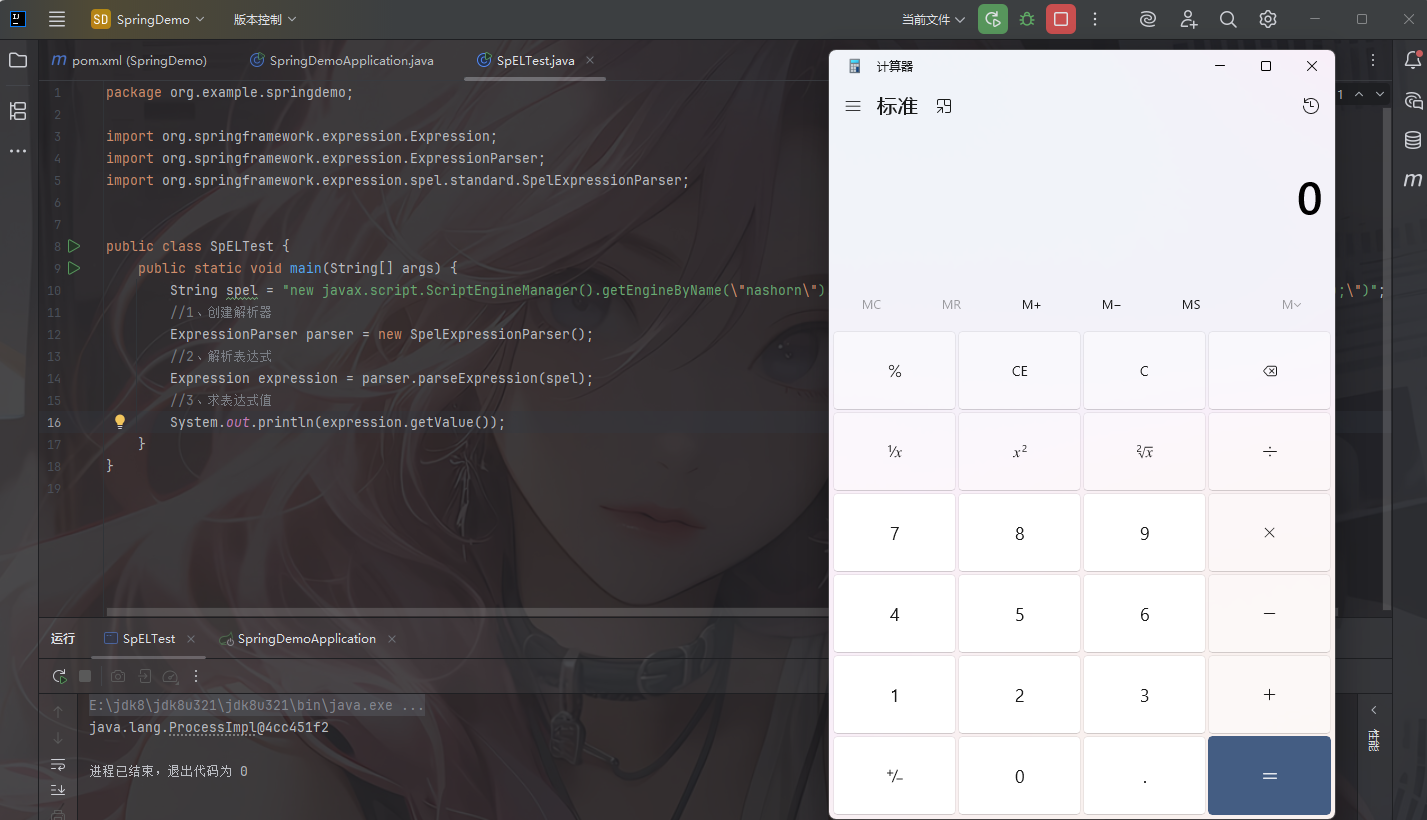 SD SpringDemo 版本控制 当前文件
pom.xml (SpringDemo) SpringDemoApplication.java SpELTest.java
1 package org.example.springdemo;
2
3 import org.springframework.expression.Expression;
4 import org.springframework.expression.ExpressionParser;
5 import org.springframework.expression.spel.standard.SpelExpressionParser;
6
7
8 public class SpELTest {
9 public static void main(String[] args) {
10 String spel = "new javax.script.ScriptEngineManager().getEngineByName(\"nashorn\") ;\")";
11 //1、创建解析器
12 ExpressionParser parser = new SpelExpressionParser();
13 //2、解析表达式
14 Expression expression = parser.parseExpression(spel);
15 //3、求表达式值
16 System.out.println(expression.getValue());
17 }
18 }
19
1
运行 SpELTest SpringDemoApplication
E:\jdk8\jdk8u321\jdk8u321\bin\java.exe ...
java.lang.ProcessImpl@4cc451f2
进程已结束，退出代码为 0
性能
计算器
标准
0
MC MR M+ M− MS M
% CE C
¹/x x² ²√x ÷
7 8 9 ×
4 5 6 −
1 2 3 +
+/− 0 . =